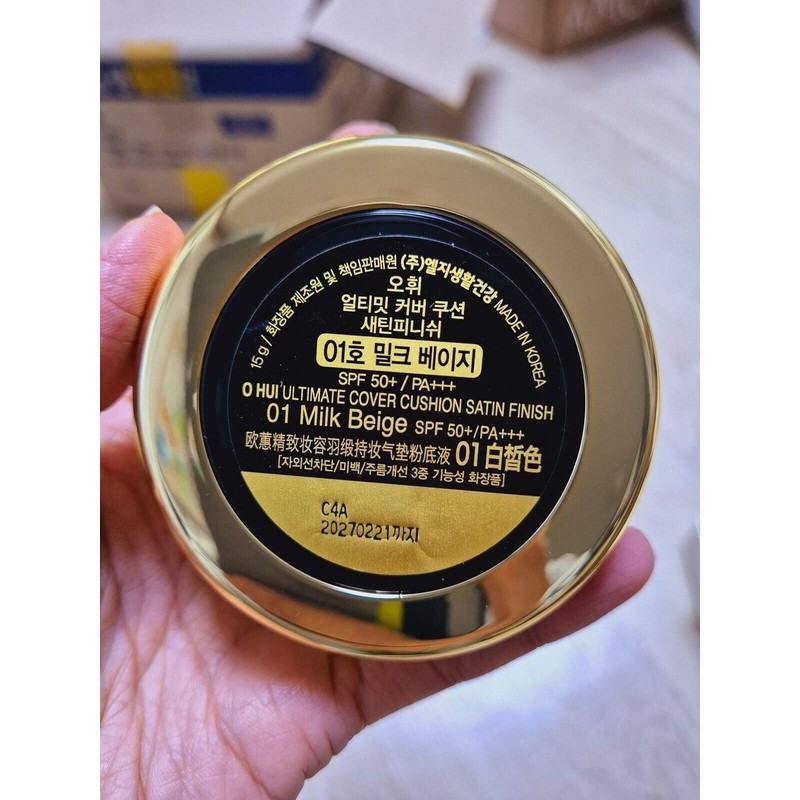 15g / 화장품 제조원 및 책임판매원 (주)엘지생활건강 MADE IN KOREA
오휘
얼티밋 커버 쿠션
새틴피니쉬
01호 밀크 베이지
SPF 50+ / PA+++
O HUI ULTIMATE COVER CUSHION SATIN FINISH
01 Milk Beige SPF 50+/PA+++
欧蕙精致妆容羽缎持妆气垫粉底液 01 白皙色
[자외선차단/미백/주름개선 3중 기능성 화장품]
C4A
20270221까지